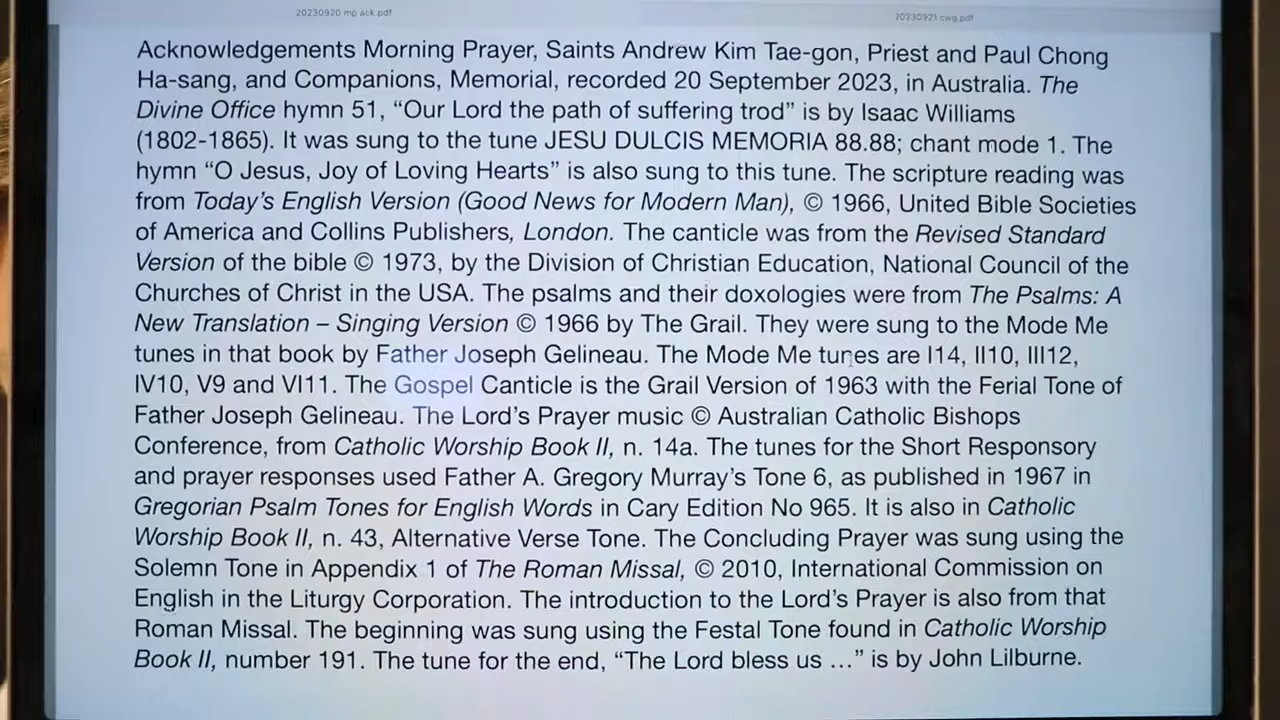 20230920 mp ack.pdf
20230921 cwg.pdf
Acknowledgements Morning Prayer, Saints Andrew Kim Tae-gon, Priest and Paul Chong
Ha-sang, and Companions, Memorial, recorded 20 September 2023, in Australia. The
Divine Office hymn 51, “Our Lord the path of suffering trod” is by Isaac Williams
(1802-1865). It was sung to the tune JESU DULCIS MEMORIA 88.88; chant mode 1. The
hymn “O Jesus, Joy of Loving Hearts” is also sung to this tune. The scripture reading was
from Today’s English Version (Good News for Modern Man), © 1966, United Bible Societies
of America and Collins Publishers, London. The canticle was from the Revised Standard
Version of the bible © 1973, by the Division of Christian Education, National Council of the
Churches of Christ in the USA. The psalms and their doxologies were from The Psalms: A
New Translation – Singing Version © 1966 by The Grail. They were sung to the Mode Me
tunes in that book by Father Joseph Gelineau. The Mode Me tunes are I14, II10, III12,
IV10, V9 and VI11. The Gospel Canticle is the Grail Version of 1963 with the Ferial Tone of
Father Joseph Gelineau. The Lord’s Prayer music © Australian Catholic Bishops
Conference, from Catholic Worship Book II, n. 14a. The tunes for the Short Responsory
and prayer responses used Father A. Gregory Murray’s Tone 6, as published in 1967 in
Gregorian Psalm Tones for English Words in Cary Edition No 965. It is also in Catholic
Worship Book II, n. 43, Alternative Verse Tone. The Concluding Prayer was sung using the
Solemn Tone in Appendix 1 of The Roman Missal, © 2010, International Commission on
English in the Liturgy Corporation. The introduction to the Lord’s Prayer is also from that
Roman Missal. The beginning was sung using the Festal Tone found in Catholic Worship
Book II, number 191. The tune for the end, “The Lord bless us …” is by John Lilburne.